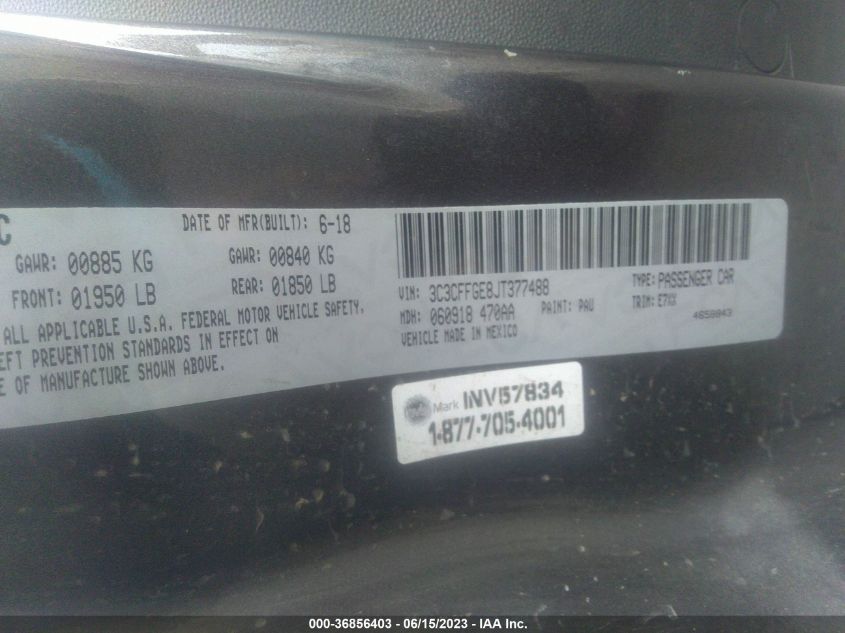 C
DATE OF MFR(BUILT): 6-18
GAWR: 00885 KG GAWR: 00840 KG
FRONT: 01950 LB REAR: 01850 LB
ALL APPLICABLE U.S.A. FEDERAL MOTOR VEHICLE SAFETY,
EFT PREVENTION STANDARDS IN EFFECT ON
E OF MANUFACTURE SHOWN ABOVE.
VIN: 3C3CFFGE8JT377488 TYPE: PASSENGER CAR
MDH: 060918 470AA PAINT: PAU TRIM: E7XX
VEHICLE MADE IN MEXICO 4659843
Mark INV57834
1-877-705-4001
000-36856403 - 06/15/2023 - IAA Inc.